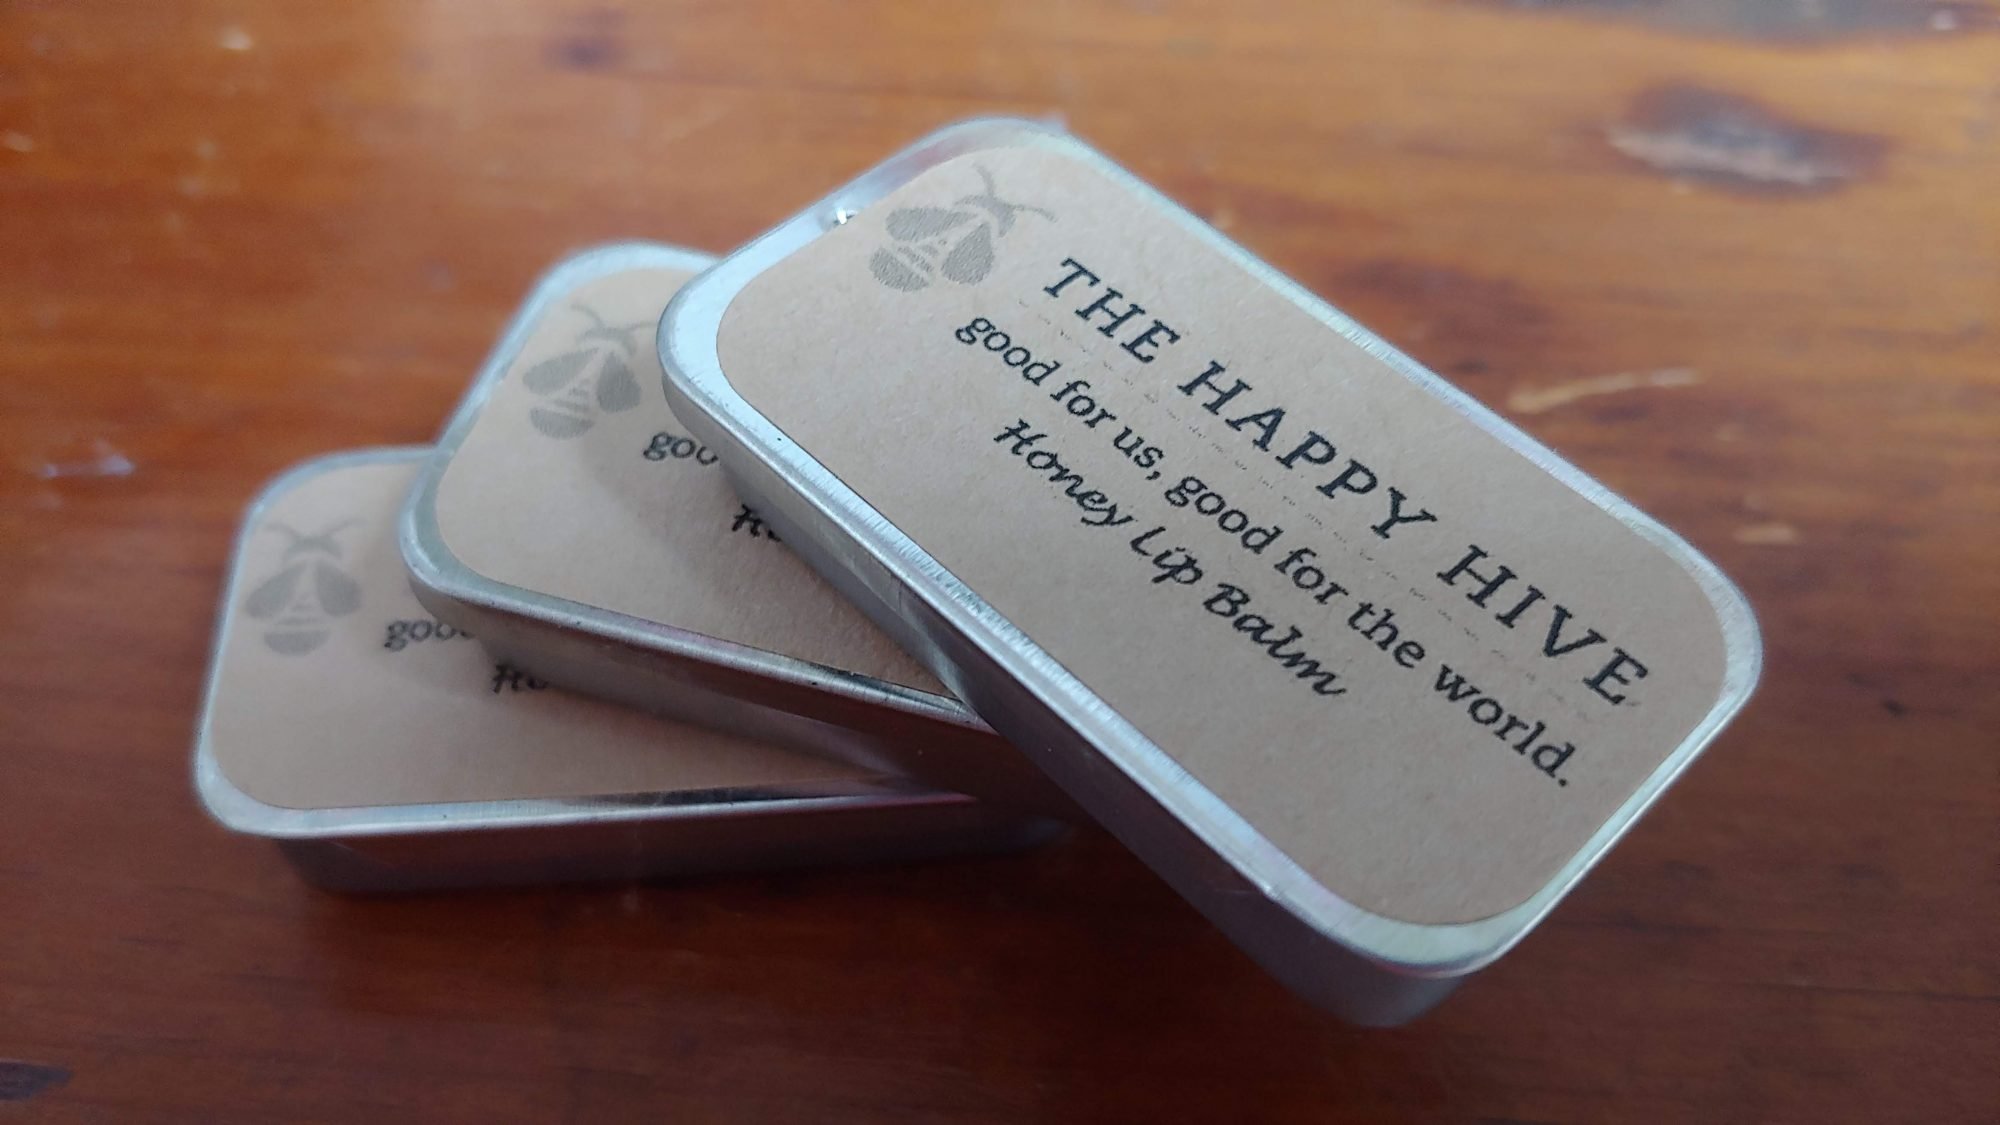 THE HAPPY HIVE
good for us, good for the world.
Honey Lip Balm